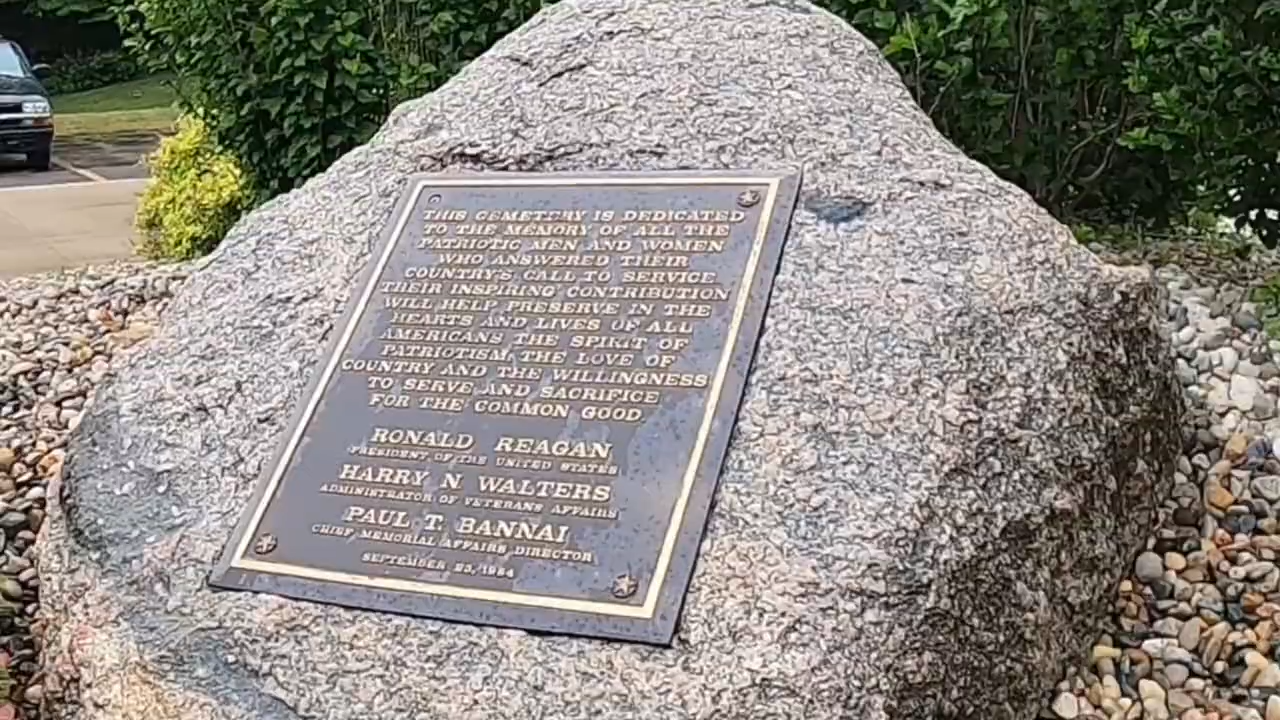 THIS CEMETERY IS DEDICATED
TO THE MEMORY OF ALL THE
PATRIOTIC MEN AND WOMEN
WHO ANSWERED THEIR
COUNTRY'S CALL TO SERVICE
THEIR INSPIRING CONTRIBUTION
WILL HELP PRESERVE IN THE
HEARTS AND LIVES OF ALL
AMERICANS THE SPIRIT OF
PATRIOTISM, THE LOVE OF
COUNTRY AND THE WILLINGNESS
TO SERVE AND SACRIFICE
FOR THE COMMON GOOD.
RONALD REAGAN
PRESIDENT OF THE UNITED STATES
HARRY N. WALTERS
ADMINISTRATOR OF VETERANS AFFAIRS
PAUL T. BANNAI
CHIEF MEMORIAL AFFAIRS DIRECTOR
SEPTEMBER 23, 1984